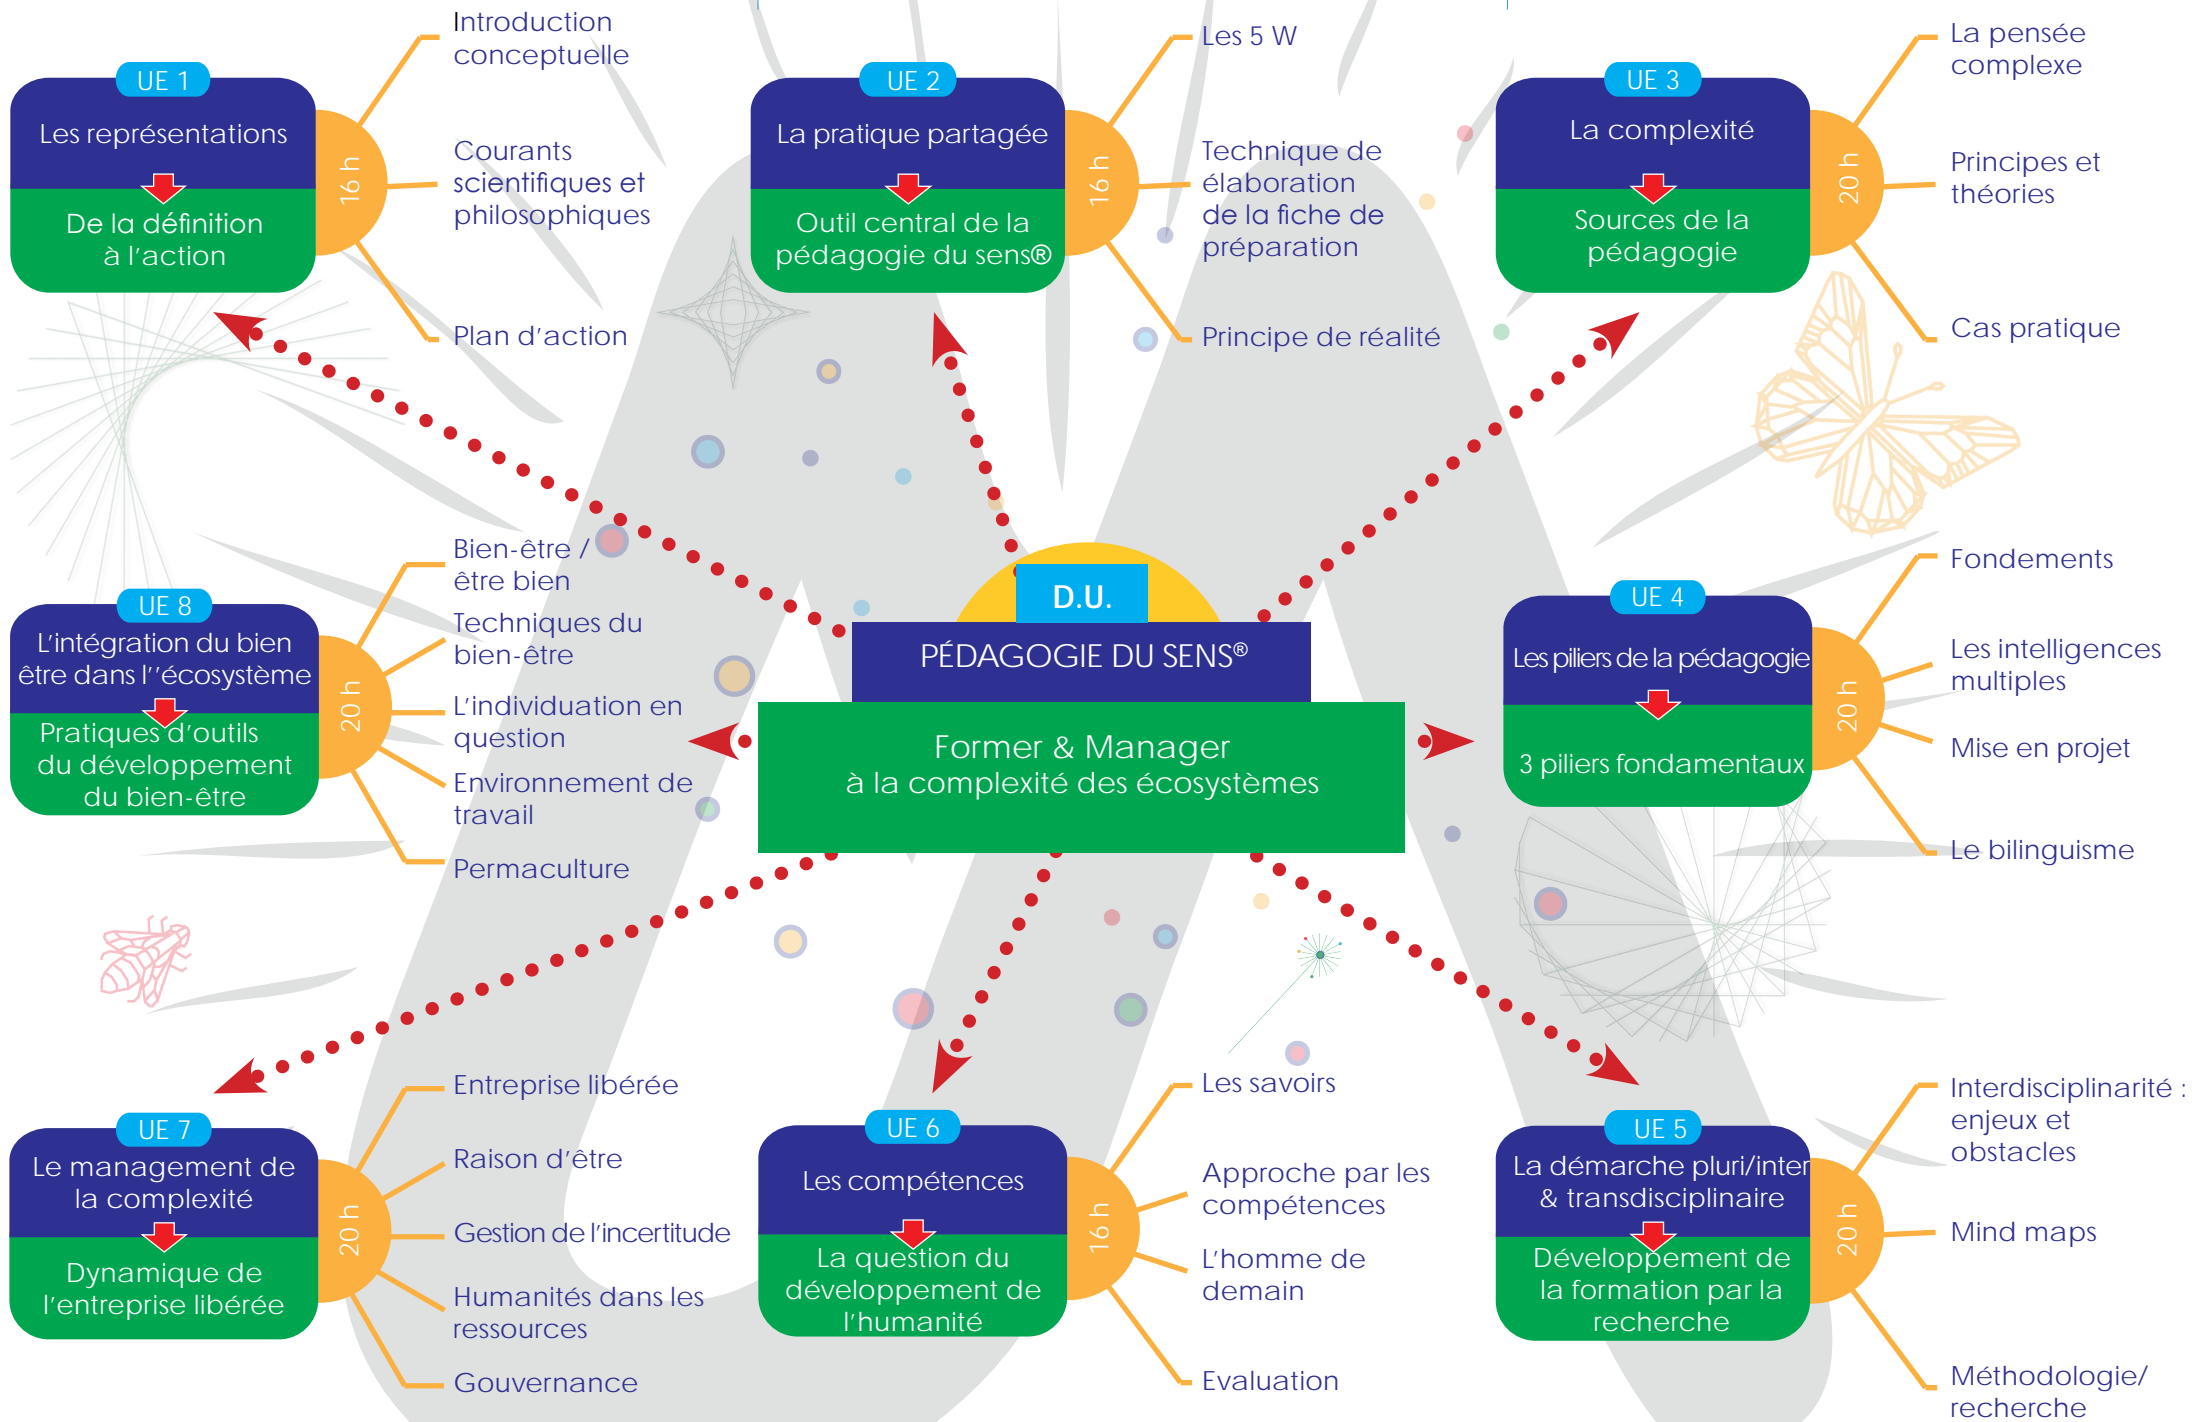 UE 1
Les représentations
De la définition
à l'action
16 h
Introduction
conceptuelle
Courants
scientifiques et
philosophiques
Plan d'action
UE 2
La pratique partagée
Outil central de la
pédagogie du sens®
16 h
Les 5 W
Technique de
élaboration
de la fiche de
préparation
Principe de réalité
UE 3
La complexité
Sources de la
pédagogie
20 h
La pensée
complexe
Principes et
théories
Cas pratique
UE 8
L'intégration du bien
être dans l''écosystème
Pratiques d'outils
du développement
du bien-être
20 h
Bien-être /
être bien
Techniques du
bien-être
L'individuation en
question
Environnement de
travail
Permaculture
D.U.
PÉDAGOGIE DU SENS®
Former & Manager
à la complexité des écosystèmes
UE 4
Les piliers de la pédagogie
3 piliers fondamentaux
20 h
Fondements
Les intelligences
multiples
Mise en projet
Le bilinguisme
UE 7
Le management de
la complexité
Dynamique de
l'entreprise libérée
20 h
Entreprise libérée
Raison d'être
Gestion de l'incertitude
Humanités dans les
ressources
Gouvernance
UE 6
Les compétences
La question du
développement de
l'humanité
16 h
Les savoirs
Approche par les
compétences
L'homme de
demain
Evaluation
UE 5
La démarche pluri/inter
& transdisciplinaire
Développement de
la formation par la
recherche
20 h
Interdisciplinarité :
enjeux et
obstacles
Mind maps
Méthodologie/
recherche